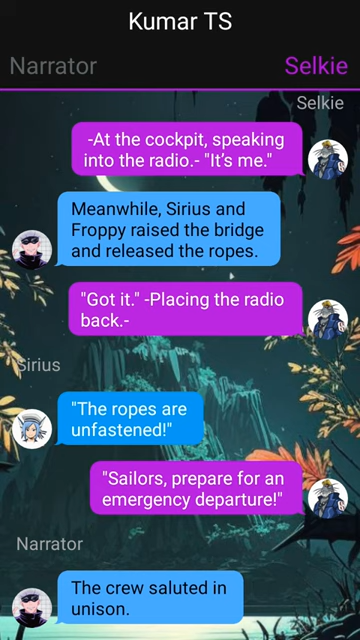 Kumar TS
Narrator
Selkie
Selkie
-At the cockpit, speaking
into the radio.- "It's me."
Meanwhile, Sirius and
Froppy raised the bridge
and released the ropes.
"Got it." -Placing the radio
back.-
Sirius
"The ropes are
unfastened!"
"Sailors, prepare for an
emergency departure!"
Narrator
The crew saluted in
unison.